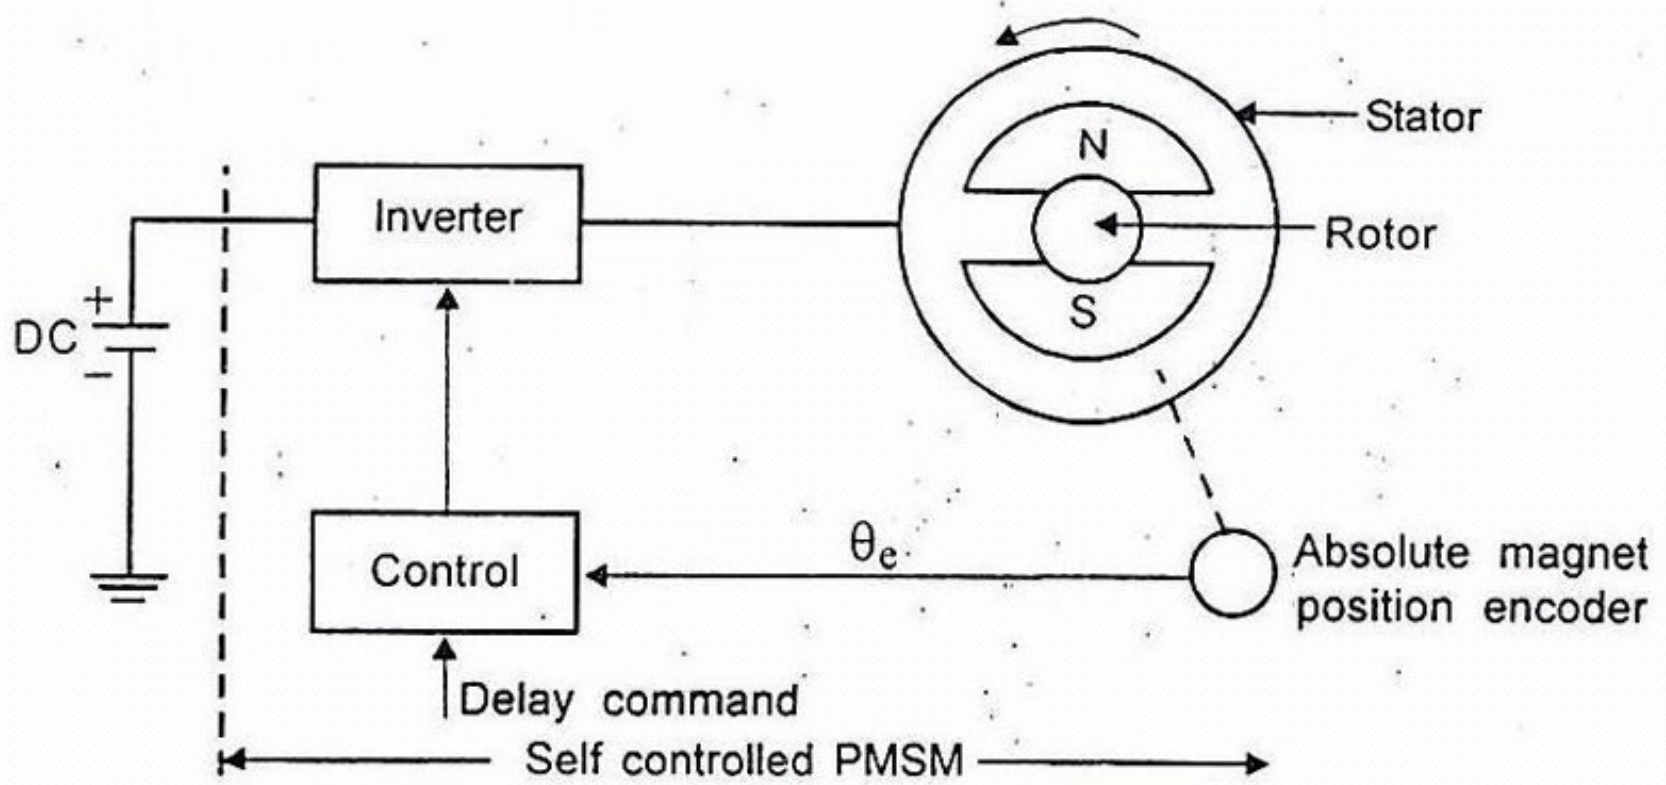 Stator
N
Inverter
Rotor
+
DC
−
S
θe
Control
Absolute magnet
position encoder
Delay command
Self controlled PMSM